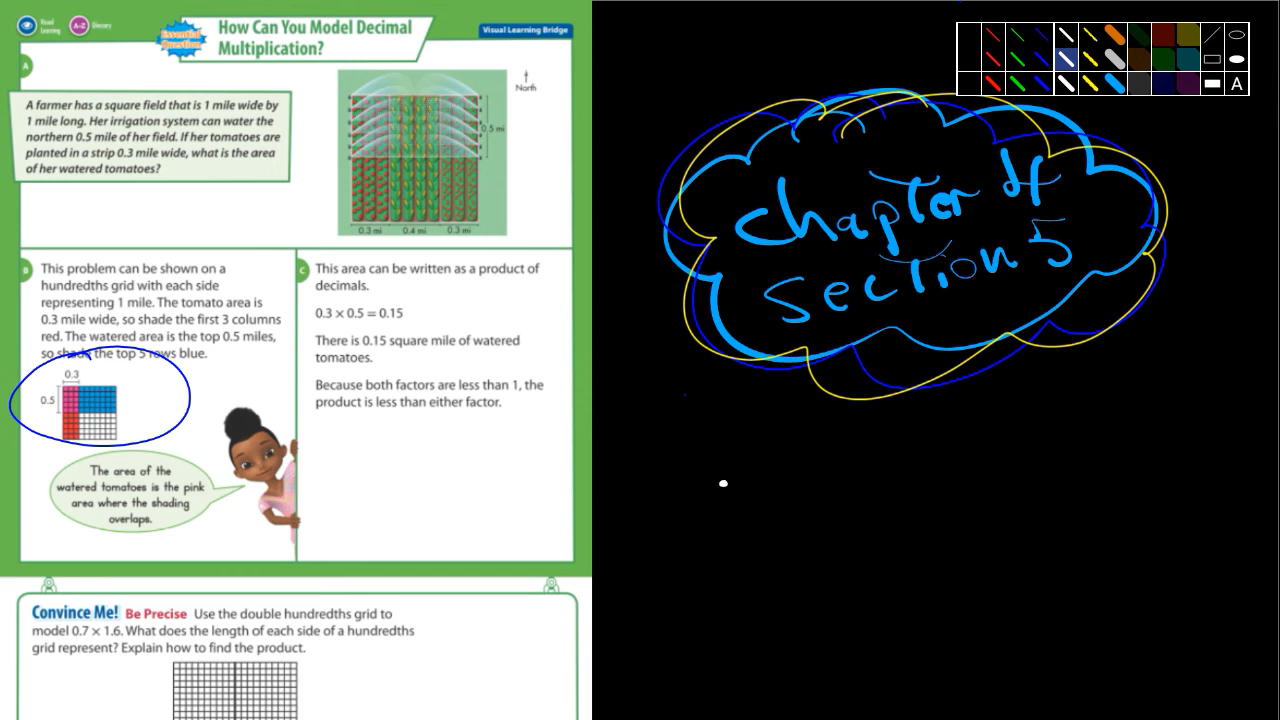 Visual
Learning
A-Z
Glossary
Essential
Question
How Can You Model Decimal
Multiplication?
Visual Learning Bridge
A
A farmer has a square field that is 1 mile wide by
1 mile long. Her irrigation system can water the
northern 0.5 mile of her field. If her tomatoes are
planted in a strip 0.3 mile wide, what is the area
of her watered tomatoes?
North
0.5 mi
0.3 mi 0.4 mi 0.3 mi
B
This problem can be shown on a
hundredths grid with each side
representing 1 mile. The tomato area is
0.3 mile wide, so shade the first 3 columns
red. The watered area is the top 0.5 miles,
so shade the top 5 rows blue.
0.3
0.5
The area of the
watered tomatoes is the pink
area where the shading
overlaps.
C
This area can be written as a product of
decimals.
0.3 × 0.5 = 0.15
There is 0.15 square mile of watered
tomatoes.
Because both factors are less than 1, the
product is less than either factor.
Convince Me! Be Precise Use the double hundredths grid to
model 0.7 × 1.6. What does the length of each side of a hundredths
grid represent? Explain how to find the product.
chapter 4
section 5
A